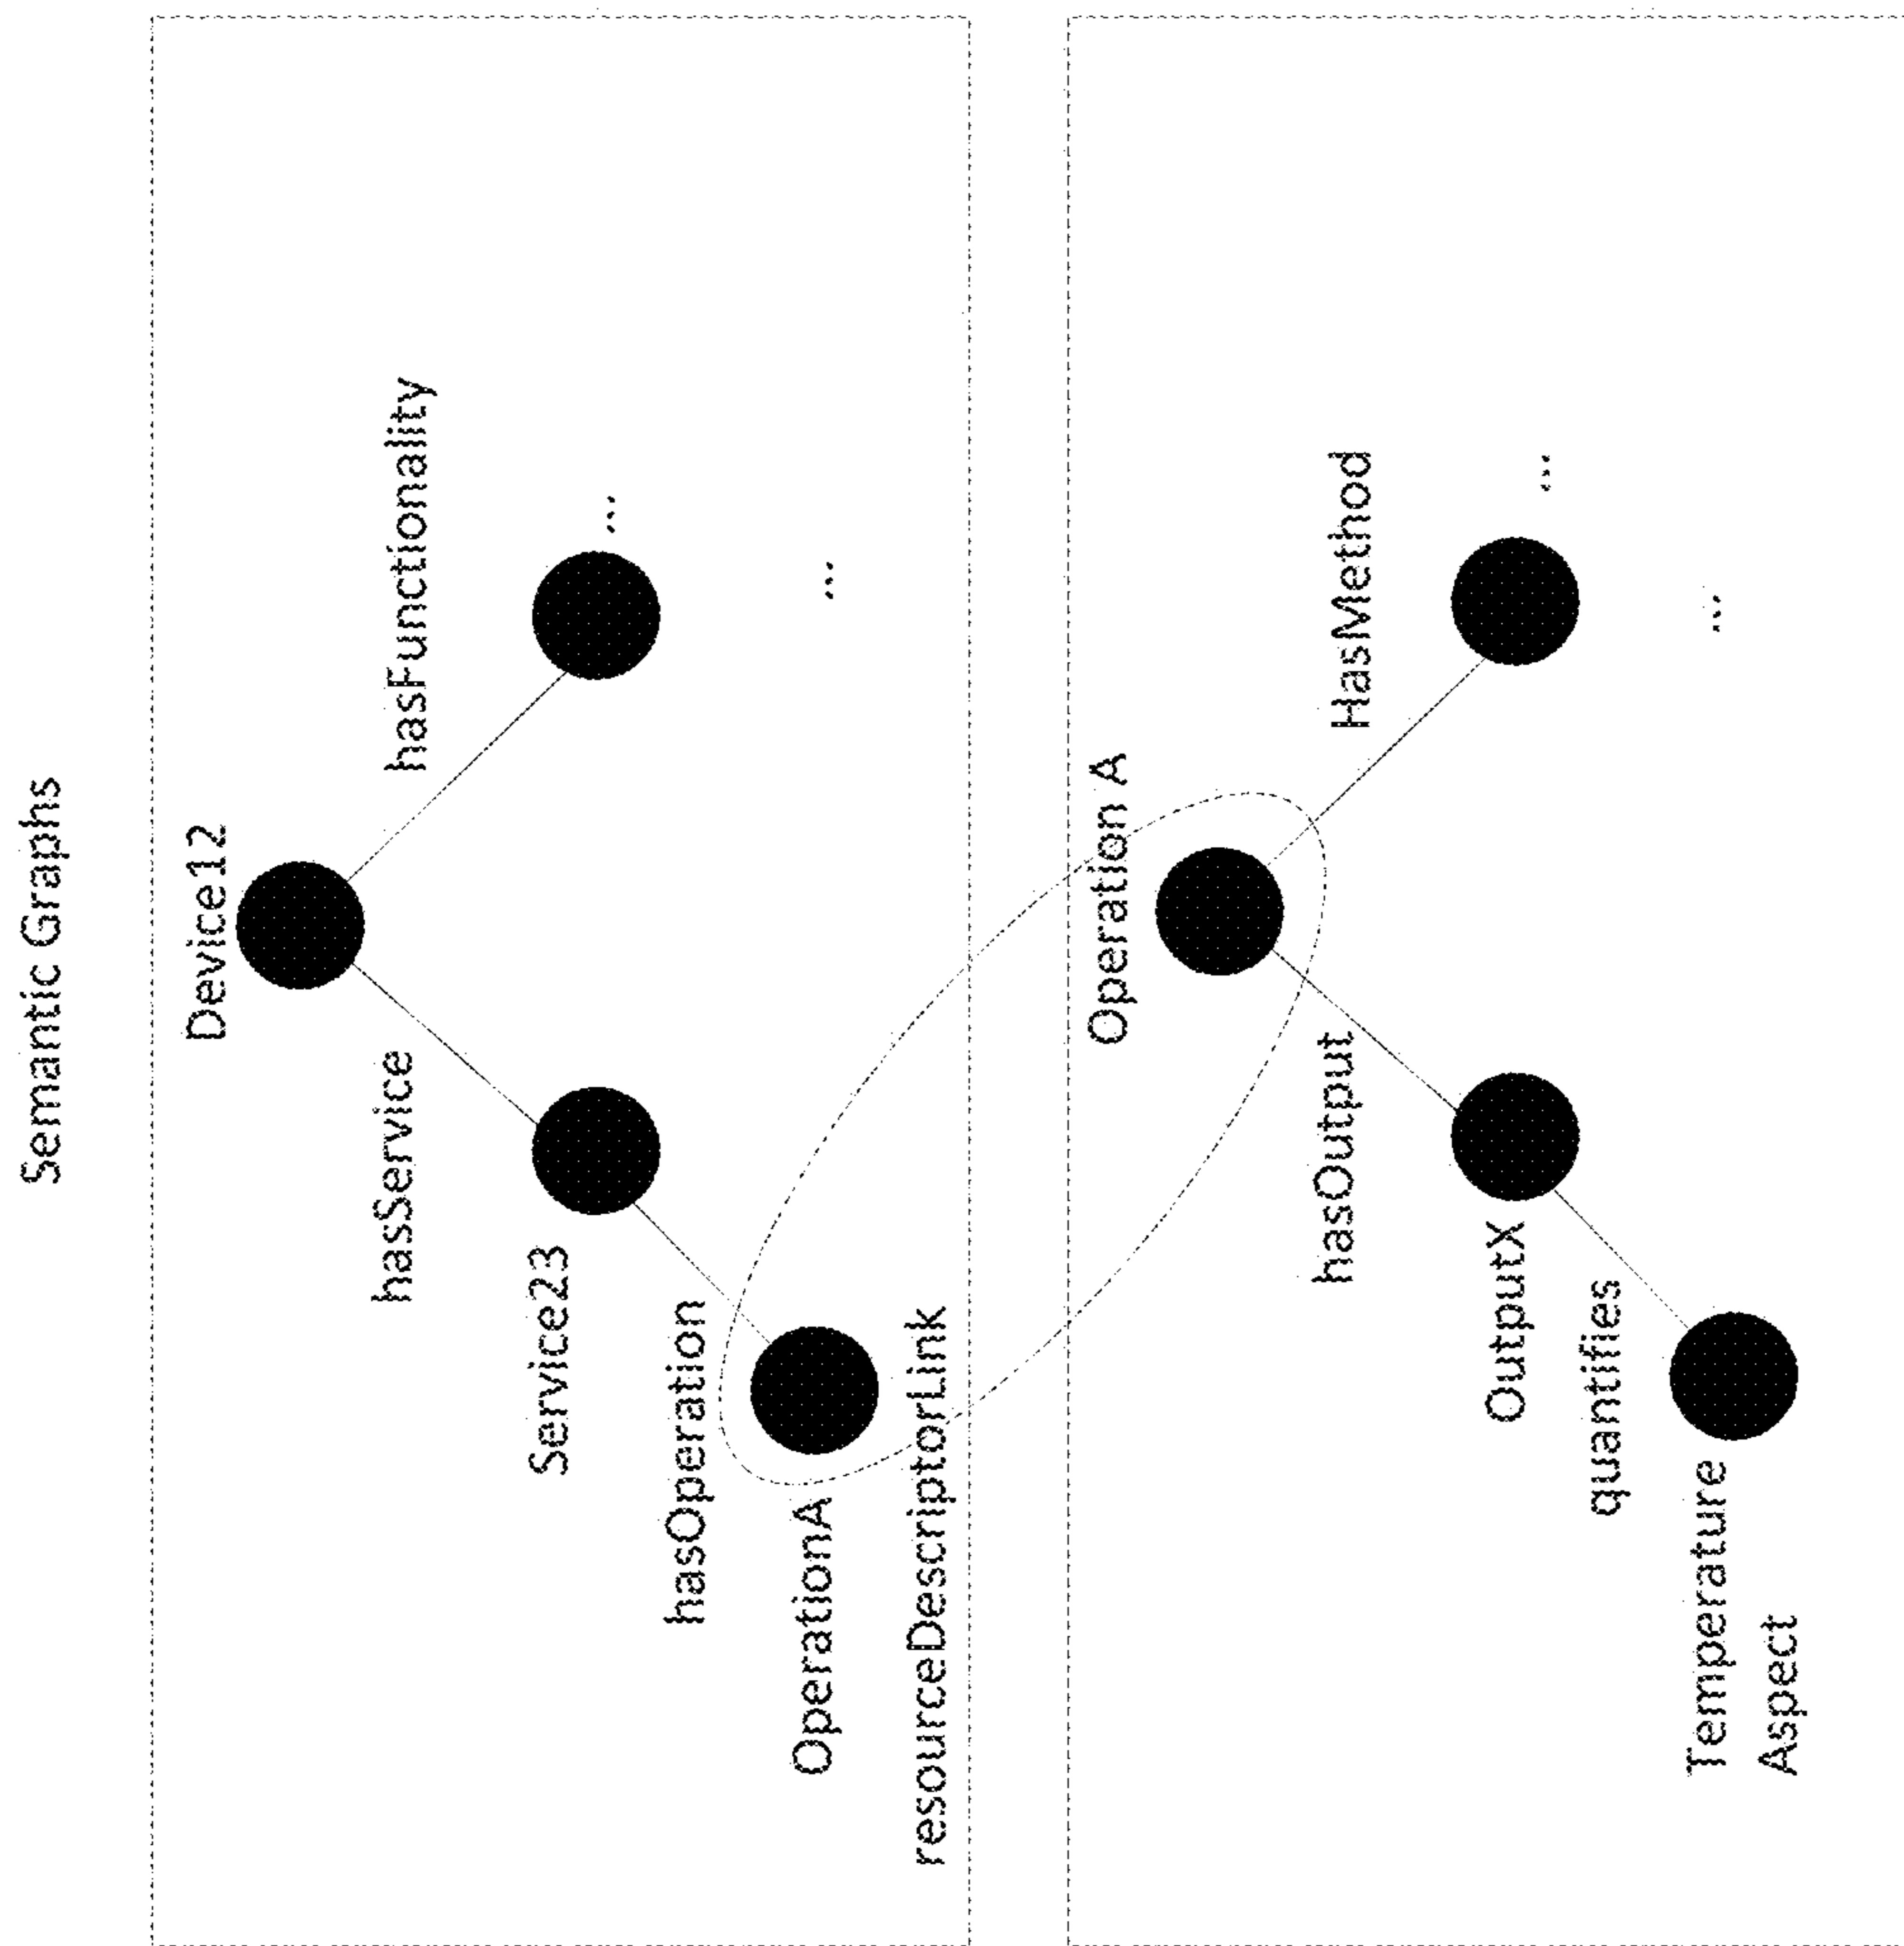 Semantic Graphs
Device12
hasService
hasFunctionality
Service23
...
hasOperation
OperationA
...
resourceDescriptorLink
Operation A
hasOutput
HasMethod
OutputX
...
quantifies
Temperature
Aspect
...